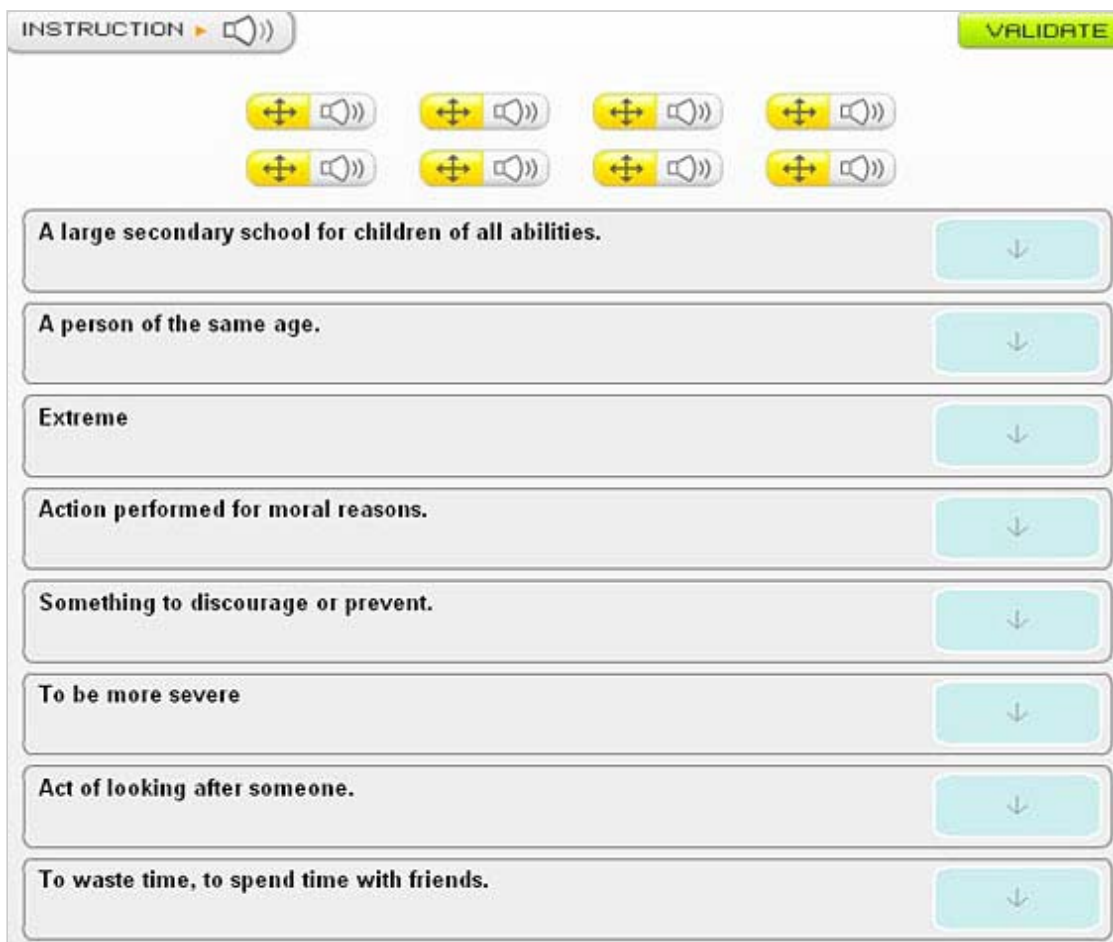 INSTRUCTION
VALIDATE
A large secondary school for children of all abilities.
A person of the same age.
Extreme
Action performed for moral reasons.
Something to discourage or prevent.
To be more severe
Act of looking after someone.
To waste time, to spend time with friends.